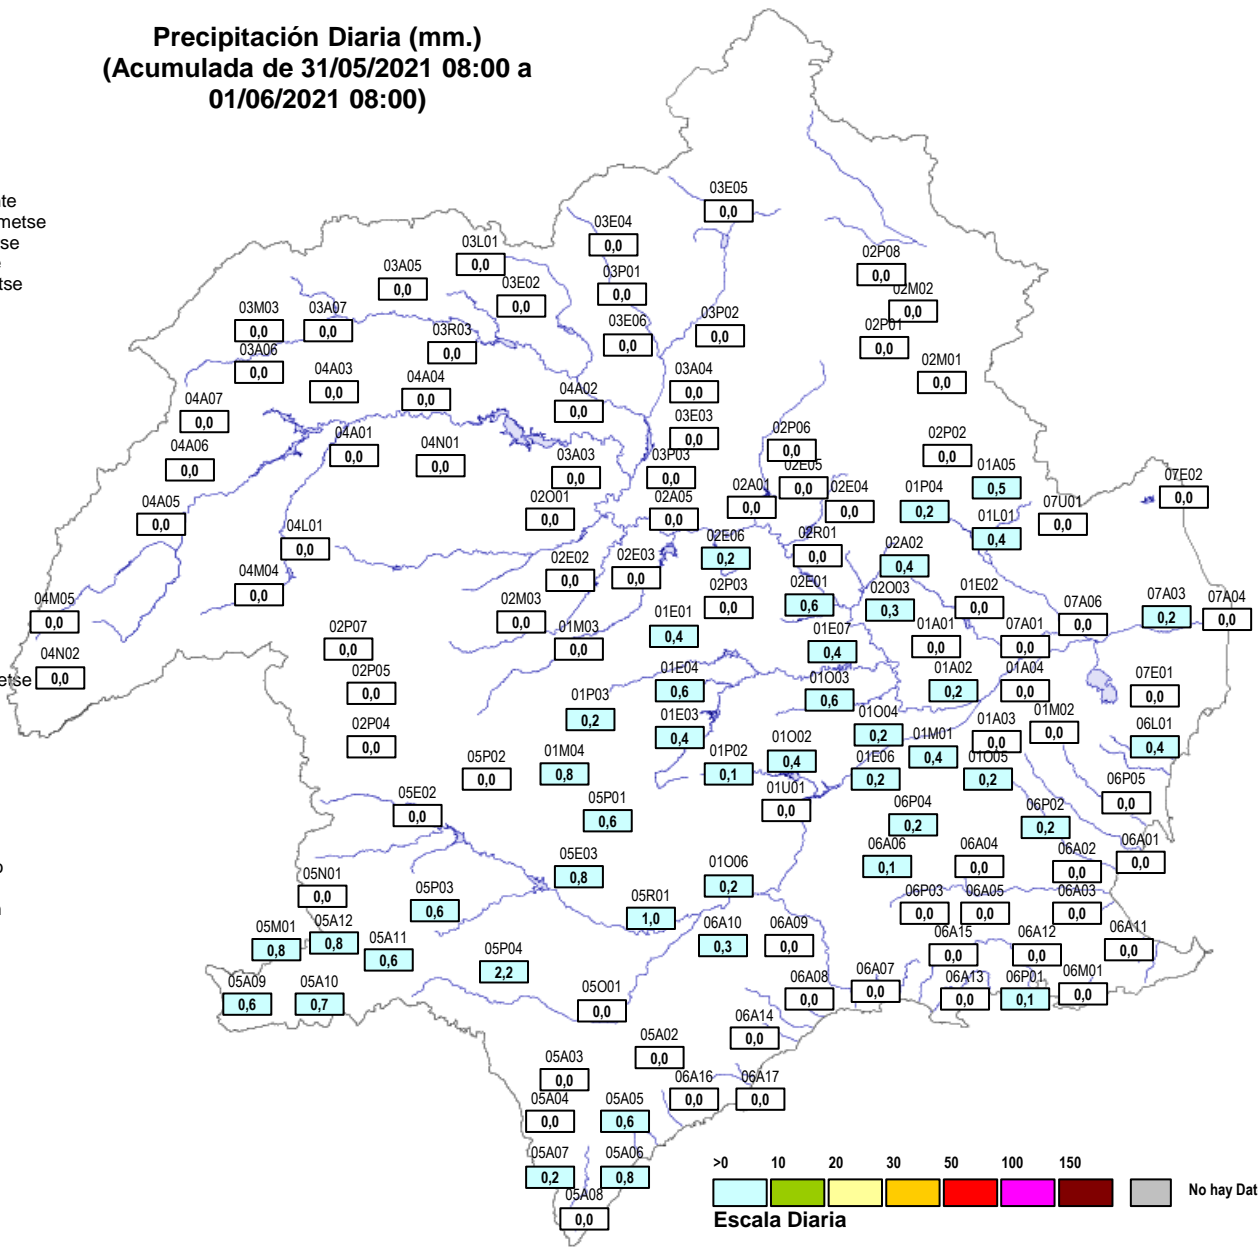 Precipitación Diaria (mm.)
(Acumulada de 31/05/2021 08:00 a
01/06/2021 08:00)
03E05
0,0
03E04
0,0
03L01
0,0
02P08
0,0
03A05
0,0
03P01
0,0
03E02
0,0
02M02
0,0
03M03
0,0
03A07
0,0
03P02
0,0
03E06
0,0
03R03
0,0
02P01
0,0
03A06
0,0
02M01
0,0
04A03
0,0
04A04
0,0
03A04
0,0
04A02
0,0
04A07
0,0
03E03
0,0
02P06
0,0
04A01
0,0
04N01
0,0
02P02
0,0
04A06
0,0
03A03
0,0
03P03
0,0
02E05
0,0
01A05
0,5
07E02
0,0
02A01
0,0
02E04
0,0
01P04
0,2
04A05
0,0
02O01
0,0
02A05
0,0
07U01
0,0
01L01
0,4
04L01
0,0
02E06
0,2
02R01
0,0
02A02
0,4
02E02
0,0
02E03
0,0
04M04
0,0
02P03
0,0
02E01
0,6
02O03
0,3
01E02
0,0
04M05
0,0
02M03
0,0
07A06
0,0
07A03
0,2
07A04
0,0
01E01
0,4
02P07
0,0
01M03
0,0
01E07
0,4
01A01
0,0
07A01
0,0
04N02
0,0
etse
02P05
0,0
01E04
0,6
01O03
0,6
01A02
0,2
01A04
0,0
07E01
0,0
01P03
0,2
02P04
0,0
01E03
0,4
01O04
0,2
01A03
0,0
01M02
0,0
06L01
0,4
05P02
0,0
01M04
0,8
01P02
0,1
01O02
0,4
01M01
0,4
01E06
0,2
01O05
0,2
05E02
0,0
05P01
0,6
01U01
0,0
06P05
0,0
06P04
0,2
06P02
0,2
05E03
0,8
01O06
0,2
06A06
0,1
06A04
0,0
06A02
0,0
06A01
0,0
05N01
0,0
05P03
0,6
05R01
1,0
06P03
0,0
06A05
0,0
06A03
0,0
05M01
0,8
05A12
0,8
05A11
0,6
06A10
0,3
06A09
0,0
06A15
0,0
06A12
0,0
06A11
0,0
05P04
2,2
05A09
0,6
05A10
0,7
05O01
0,0
06A08
0,0
06A07
0,0
06A13
0,0
06P01
0,1
06M01
0,0
06A14
0,0
05A02
0,0
05A03
0,0
06A16
0,0
06A17
0,0
05A04
0,0
05A05
0,6
05A07
0,2
05A06
0,8
05A08
0,0
>0 10 20 30 50 100 150
No hay Dat
Escala Diaria
te
metse
se
tse